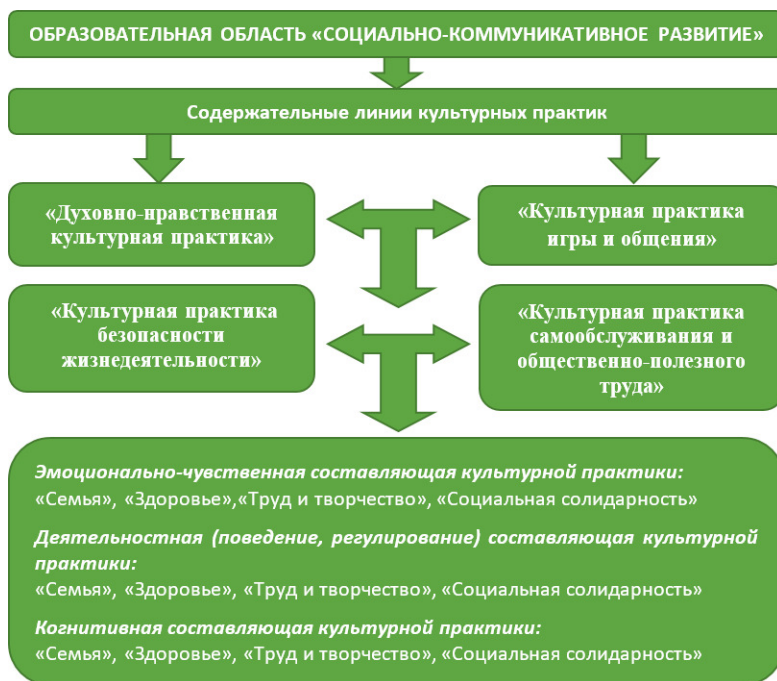 ОБРАЗОВАТЕЛЬНАЯ ОБЛАСТЬ «СОЦИАЛЬНО-КОММУНИКАТИВНОЕ РАЗВИТИЕ»
Содержательные линии культурных практик
«Духовно-нравственная
культурная практика»
«Культурная практика
игры и общения»
«Культурная практика
безопасности
жизнедеятельности»
«Культурная практика
самообслуживания и
общественно-полезного
труда»
Эмоционально-чувственная составляющая культурной практики:
«Семья», «Здоровье»,«Труд и творчество», «Социальная солидарность»
Деятельностная (поведение, регулирование) составляющая культурной
практики:
«Семья», «Здоровье», «Труд и творчество», «Социальная солидарность»
Когнитивная составляющая культурной практики:
«Семья», «Здоровье», «Труд и творчество», «Социальная солидарность»